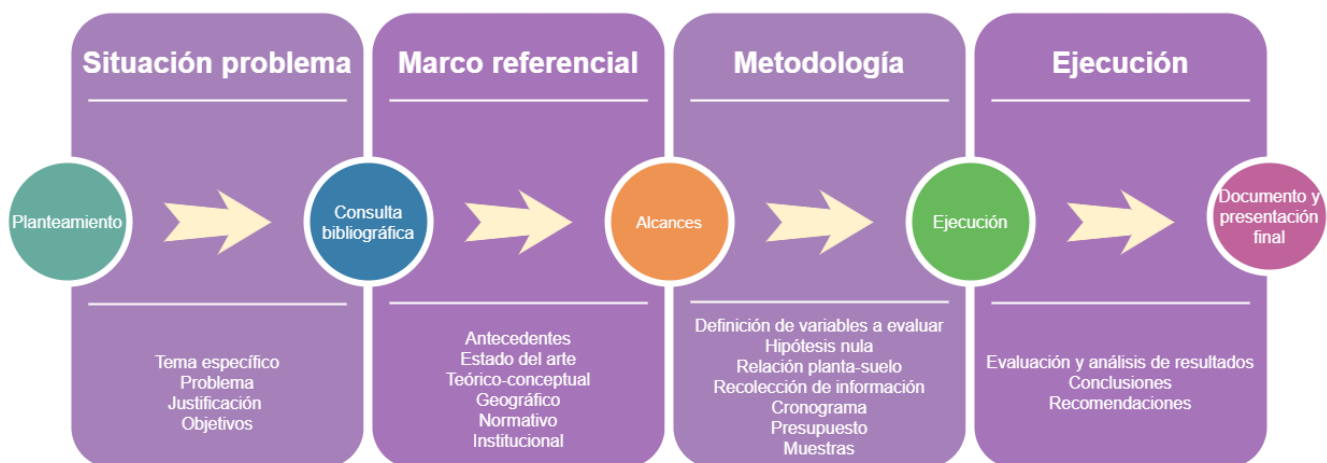 Situación problema
Marco referencial
Metodología
Ejecución
Planteamiento
Consulta
bibliográfica
Alcances
Ejecución
Documento y
presentación
final
Tema específico
Problema
Justificación
Objetivos
Antecedentes
Estado del arte
Teórico-conceptual
Geográfico
Normativo
Institucional
Definición de variables a evaluar
Hipótesis nula
Relación planta-suelo
Recolección de información
Cronograma
Presupuesto
Muestras
Evaluación y análisis de resultados
Conclusiones
Recomendaciones